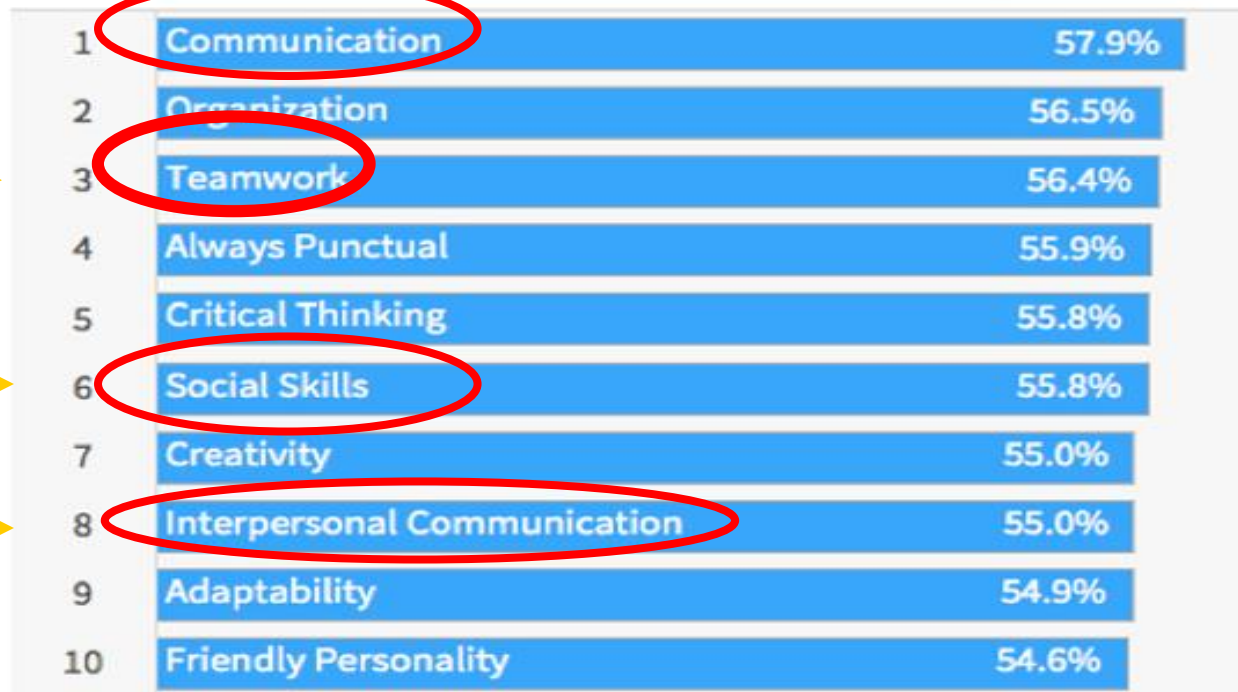 1 Communication 57.9%
2 Organization 56.5%
3 Teamwork 56.4%
4 Always Punctual 55.9%
5 Critical Thinking 55.8%
6 Social Skills 55.8%
7 Creativity 55.0%
8 Interpersonal Communication 55.0%
9 Adaptability 54.9%
10 Friendly Personality 54.6%